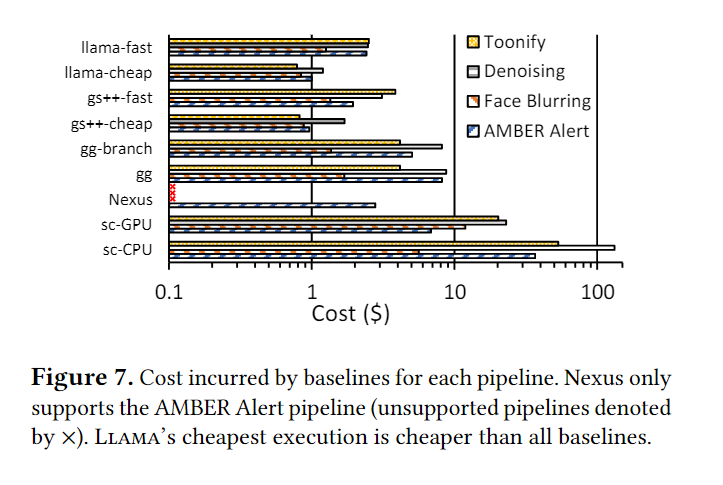 llama-fast
llama-cheap
gs++-fast
gs++-cheap
gg-branch
gg
Nexus
sc-GPU
sc-CPU
Toonify
Denoising
Face Blurring
AMBER Alert
××××
0.1 1 10 100
Cost ($)
Figure 7. Cost incurred by baselines for each pipeline. Nexus only
supports the AMBER Alert pipeline (unsupported pipelines denoted
by ×). LLAMA’s cheapest execution is cheaper than all baselines.